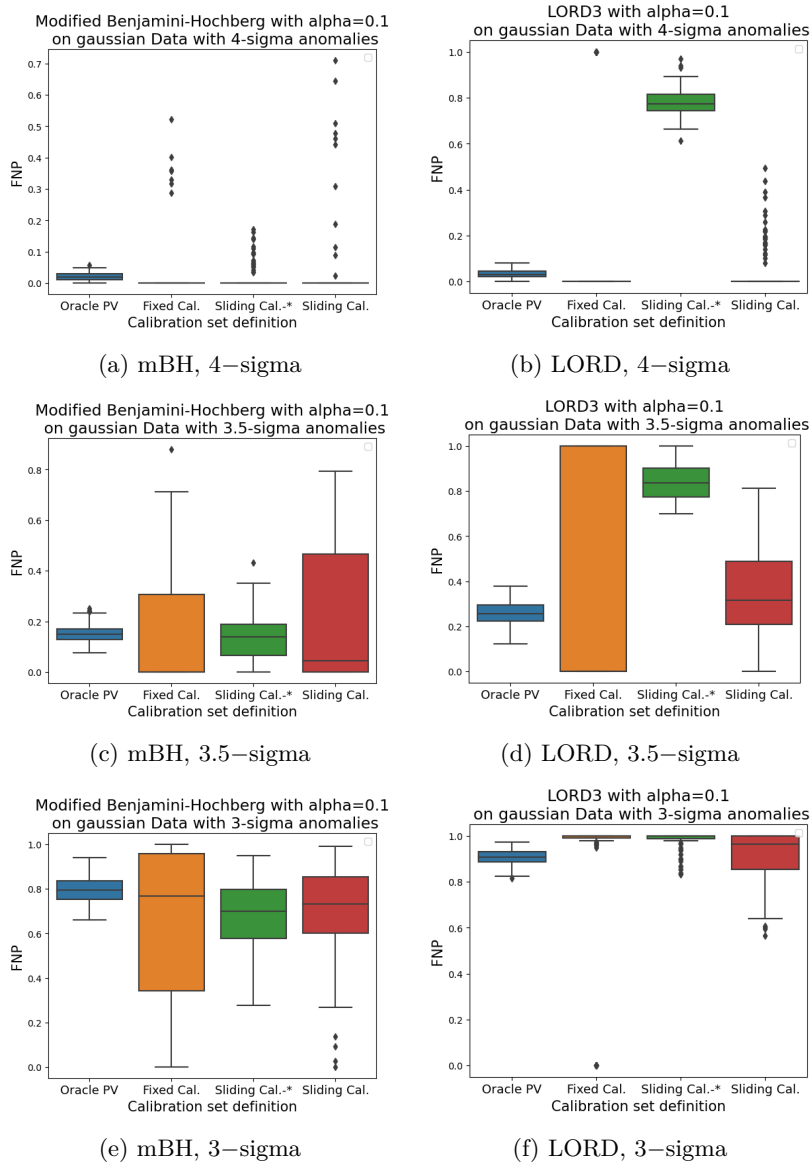 Modified Benjamini-Hochberg with alpha=0.1
on gaussian Data with 4-sigma anomalies
0.7
0.6
0.5
0.4
0.3
0.2
0.1
0.0
FNP
Oracle PV Fixed Cal. Sliding Cal.-* Sliding Cal.
Calibration set definition
(a) mBH, 4−sigma
LORD3 with alpha=0.1
on gaussian Data with 4-sigma anomalies
1.0
0.8
0.6
0.4
0.2
0.0
FNP
Oracle PV Fixed Cal. Sliding Cal.-* Sliding Cal.
Calibration set definition
(b) LORD, 4−sigma
Modified Benjamini-Hochberg with alpha=0.1
on gaussian Data with 3.5-sigma anomalies
0.8
0.6
0.4
0.2
0.0
FNP
Oracle PV Fixed Cal. Sliding Cal.-* Sliding Cal.
Calibration set definition
(c) mBH, 3.5−sigma
LORD3 with alpha=0.1
on gaussian Data with 3.5-sigma anomalies
1.0
0.8
0.6
0.4
0.2
0.0
FNP
Oracle PV Fixed Cal. Sliding Cal.-* Sliding Cal.
Calibration set definition
(d) LORD, 3.5−sigma
Modified Benjamini-Hochberg with alpha=0.1
on gaussian Data with 3-sigma anomalies
1.0
0.8
0.6
0.4
0.2
0.0
FNP
Oracle PV Fixed Cal. Sliding Cal.-* Sliding Cal.
Calibration set definition
(e) mBH, 3−sigma
LORD3 with alpha=0.1
on gaussian Data with 3-sigma anomalies
1.0
0.8
0.6
0.4
0.2
0.0
FNP
Oracle PV Fixed Cal. Sliding Cal.-* Sliding Cal.
Calibration set definition
(f) LORD, 3−sigma